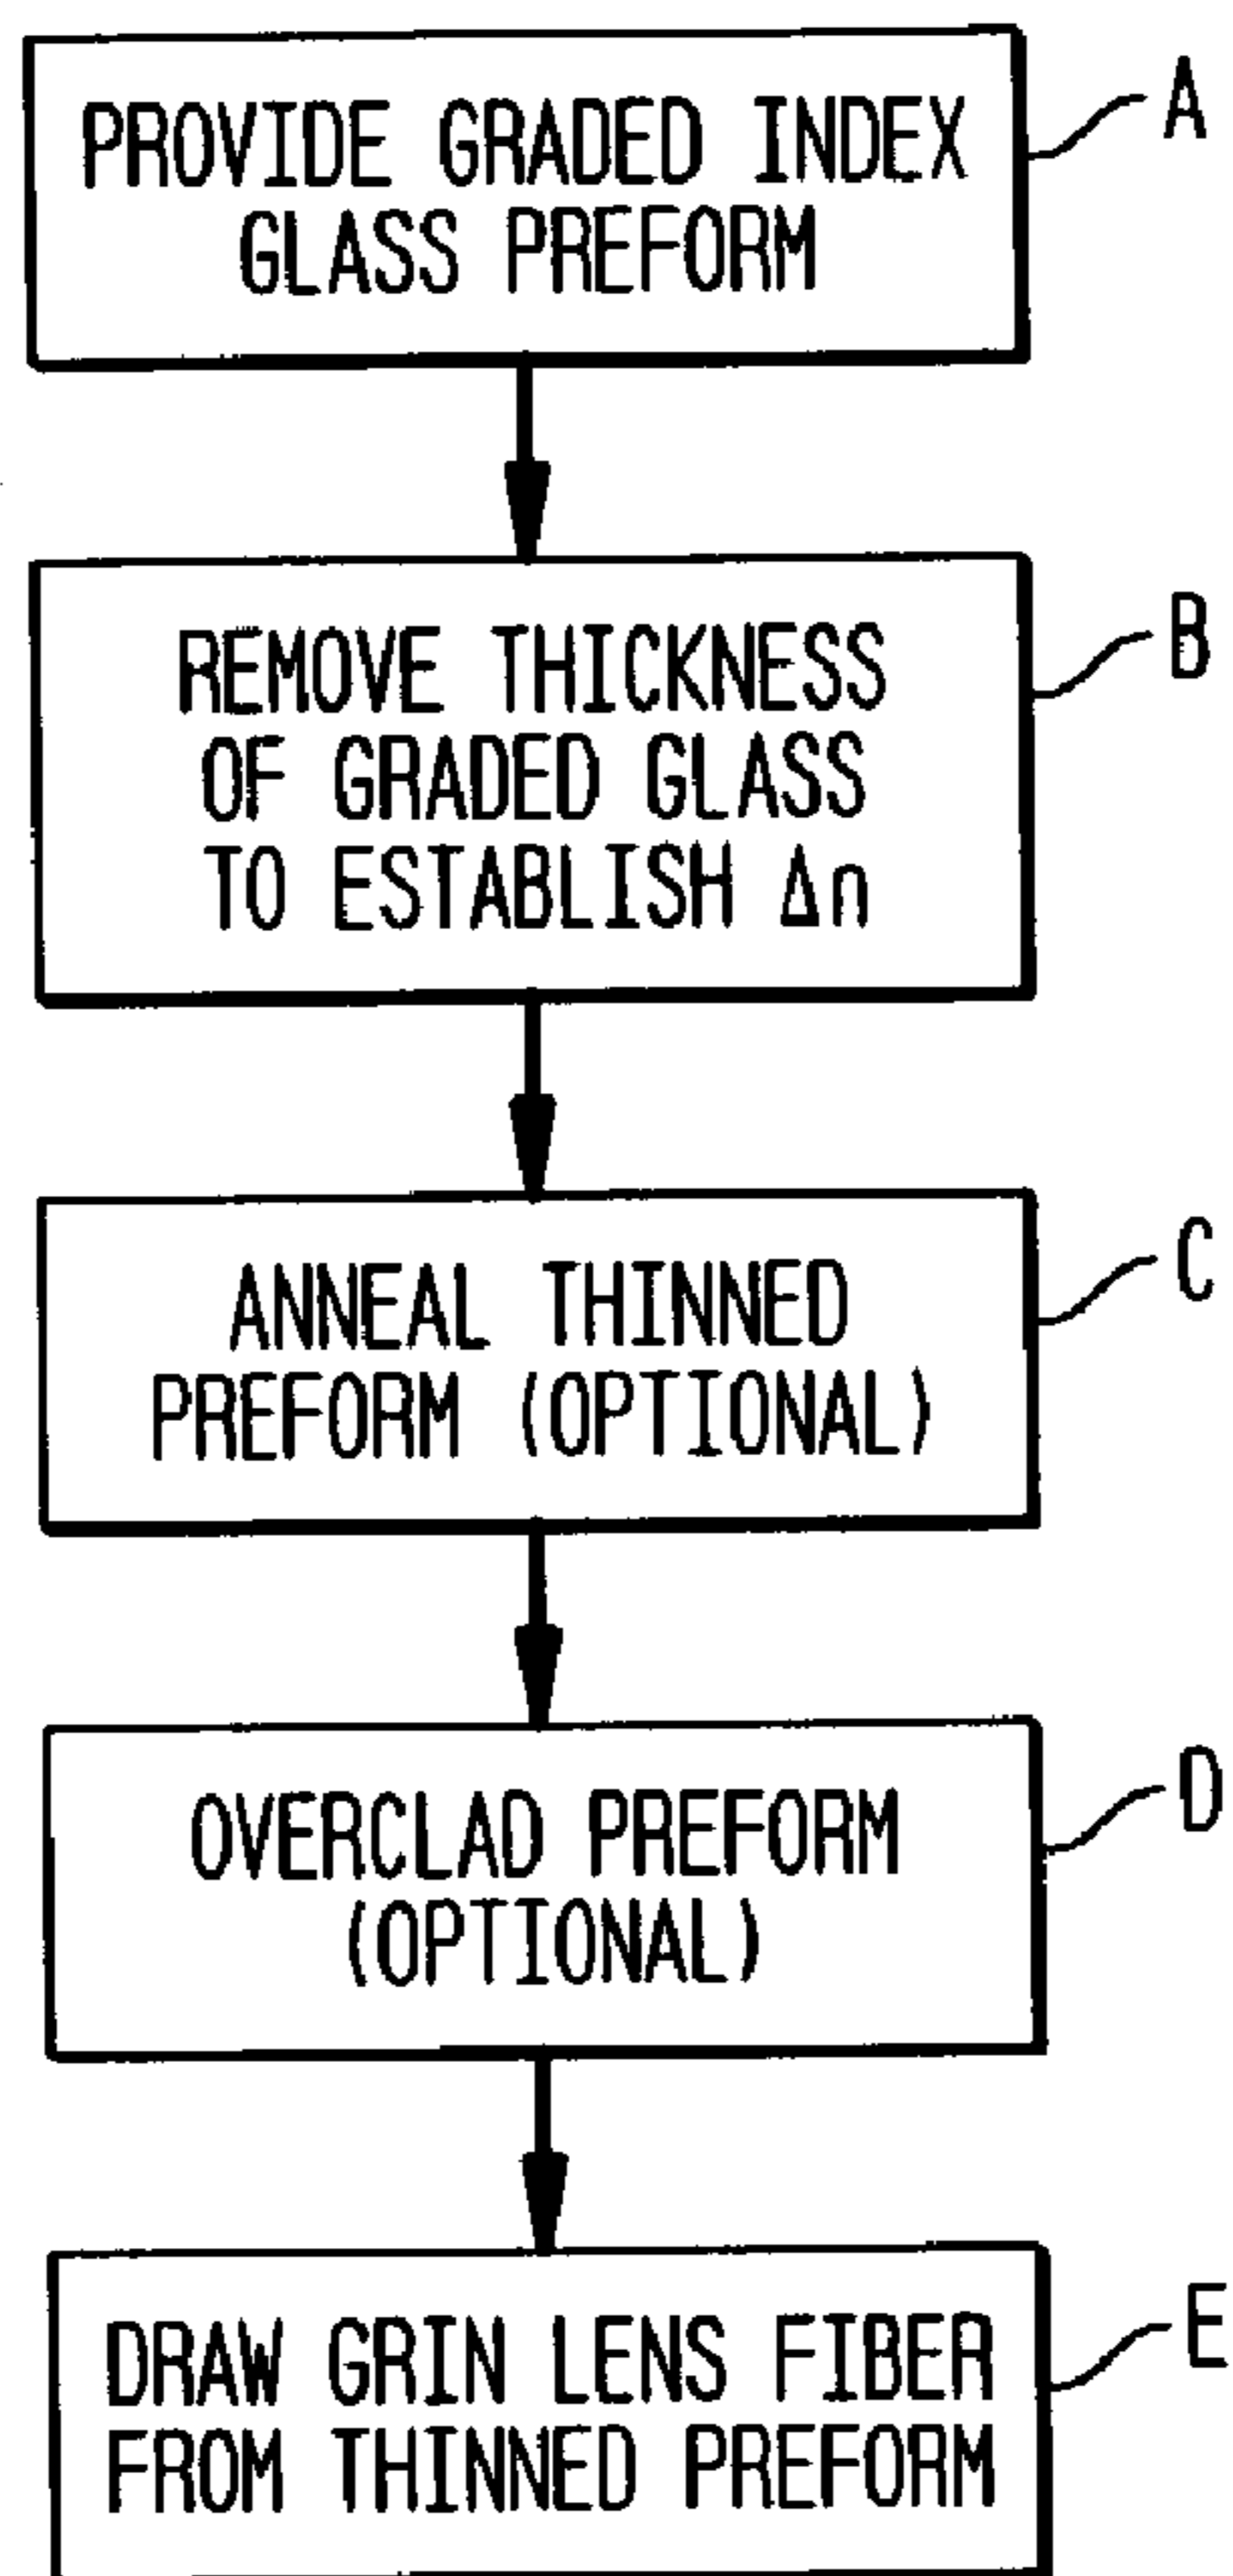 PROVIDE GRADED INDEX
GLASS PREFORM
A
REMOVE THICKNESS
OF GRADED GLASS
TO ESTABLISH Δn
B
ANNEAL THINNED
PREFORM (OPTIONAL)
C
OVERCLAD PREFORM
(OPTIONAL)
D
DRAW GRIN LENS FIBER
FROM THINNED PREFORM
E